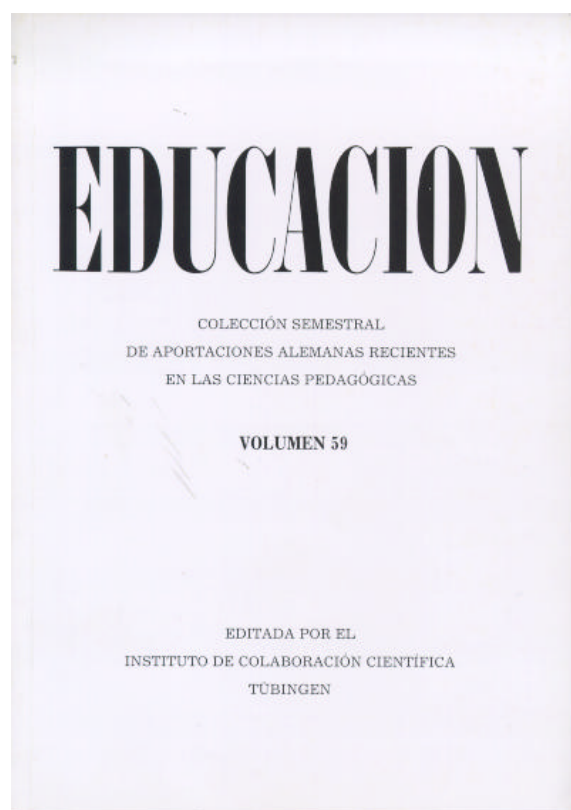 EDUCACION
COLECCIÓN SEMESTRAL
DE APORTACIONES ALEMANAS RECIENTES
EN LAS CIENCIAS PEDAGÓGICAS
VOLUMEN 59
EDITADA POR EL
INSTITUTO DE COLABORACIÓN CIENTÍFICA
TÜBINGEN